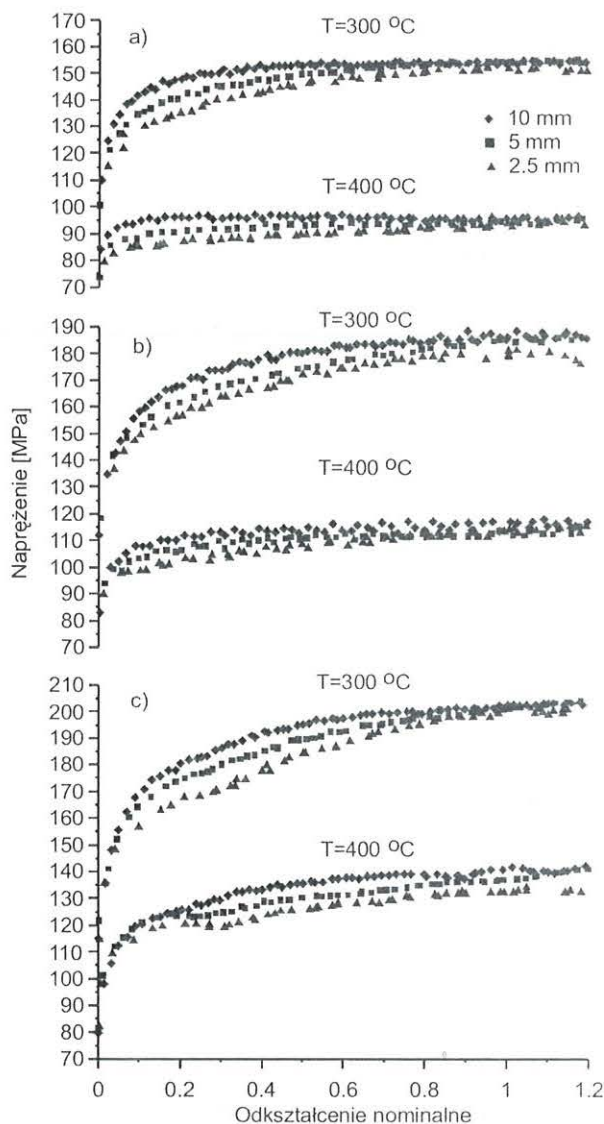 a)
T=300 °C
170
160
150
140
130
120
110
100
90
80
70
10 mm
5 mm
2.5 mm
T=400 °C
b)
T=300 °C
190
180
170
160
150
140
130
120
110
100
90
80
70
T=400 °C
Naprężenie [MPa]
c)
T=300 °C
210
200
190
180
170
160
150
140
130
120
110
100
90
80
70
T=400 °C
0 0.2 0.4 0.6 0.8 1 1.2
Odkształcenie nominalne